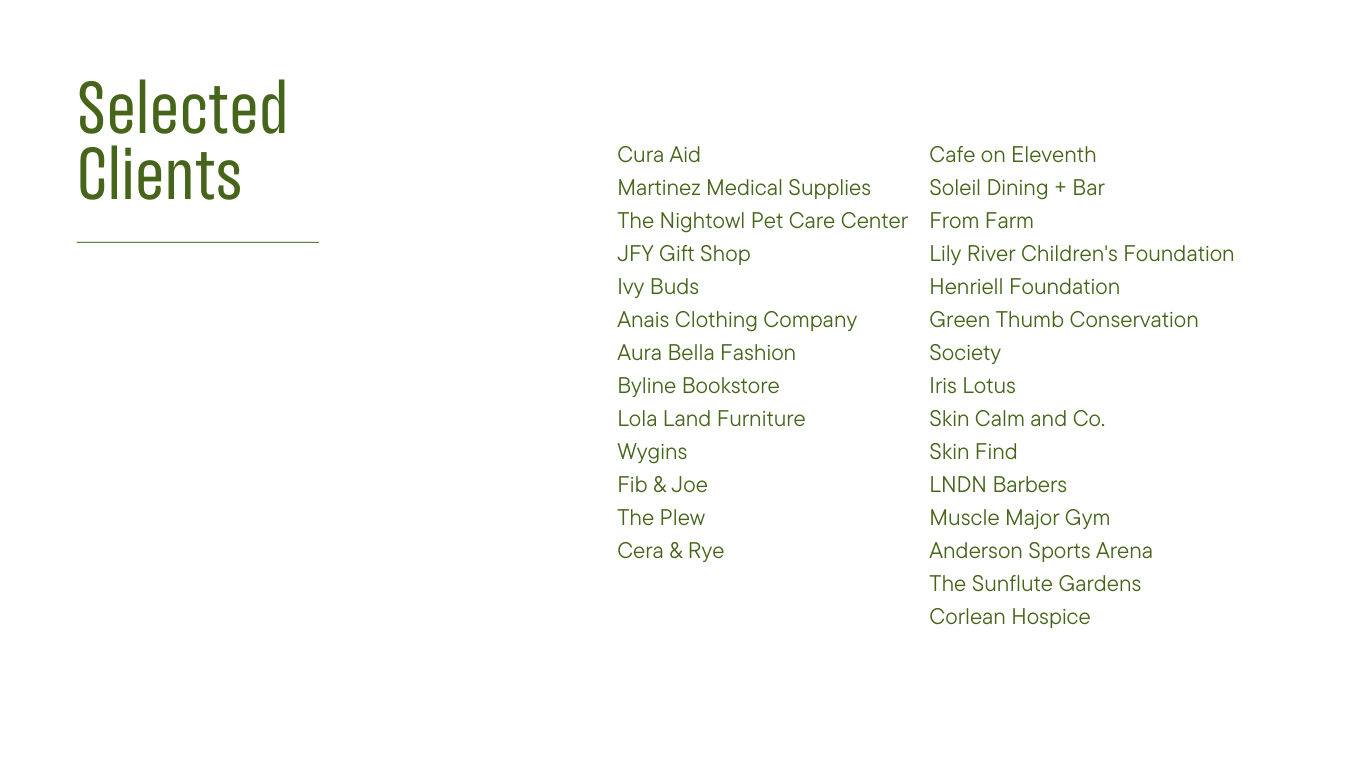 Selected
Clients
Cura Aid
Martinez Medical Supplies
The Nightowl Pet Care Center
JFY Gift Shop
Ivy Buds
Anais Clothing Company
Aura Bella Fashion
Byline Bookstore
Lola Land Furniture
Wygins
Fib & Joe
The Plew
Cera & Rye
Cafe on Eleventh
Soleil Dining + Bar
From Farm
Lily River Children's Foundation
Henriell Foundation
Green Thumb Conservation
Society
Iris Lotus
Skin Calm and Co.
Skin Find
LNDN Barbers
Muscle Major Gym
Anderson Sports Arena
The Sunflute Gardens
Corlean Hospice